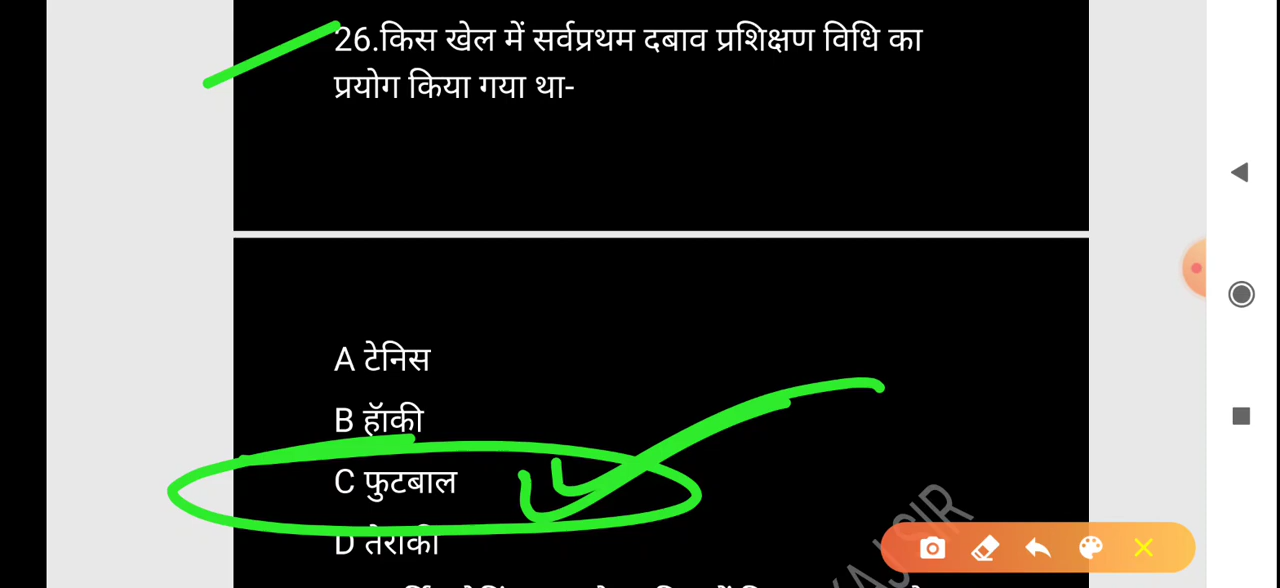 26.किस खेल में सर्वप्रथम दबाव प्रशिक्षण विधि का
प्रयोग किया गया था-
A टेनिस
B हॅाकी
C फुटबाल
D तैराकी